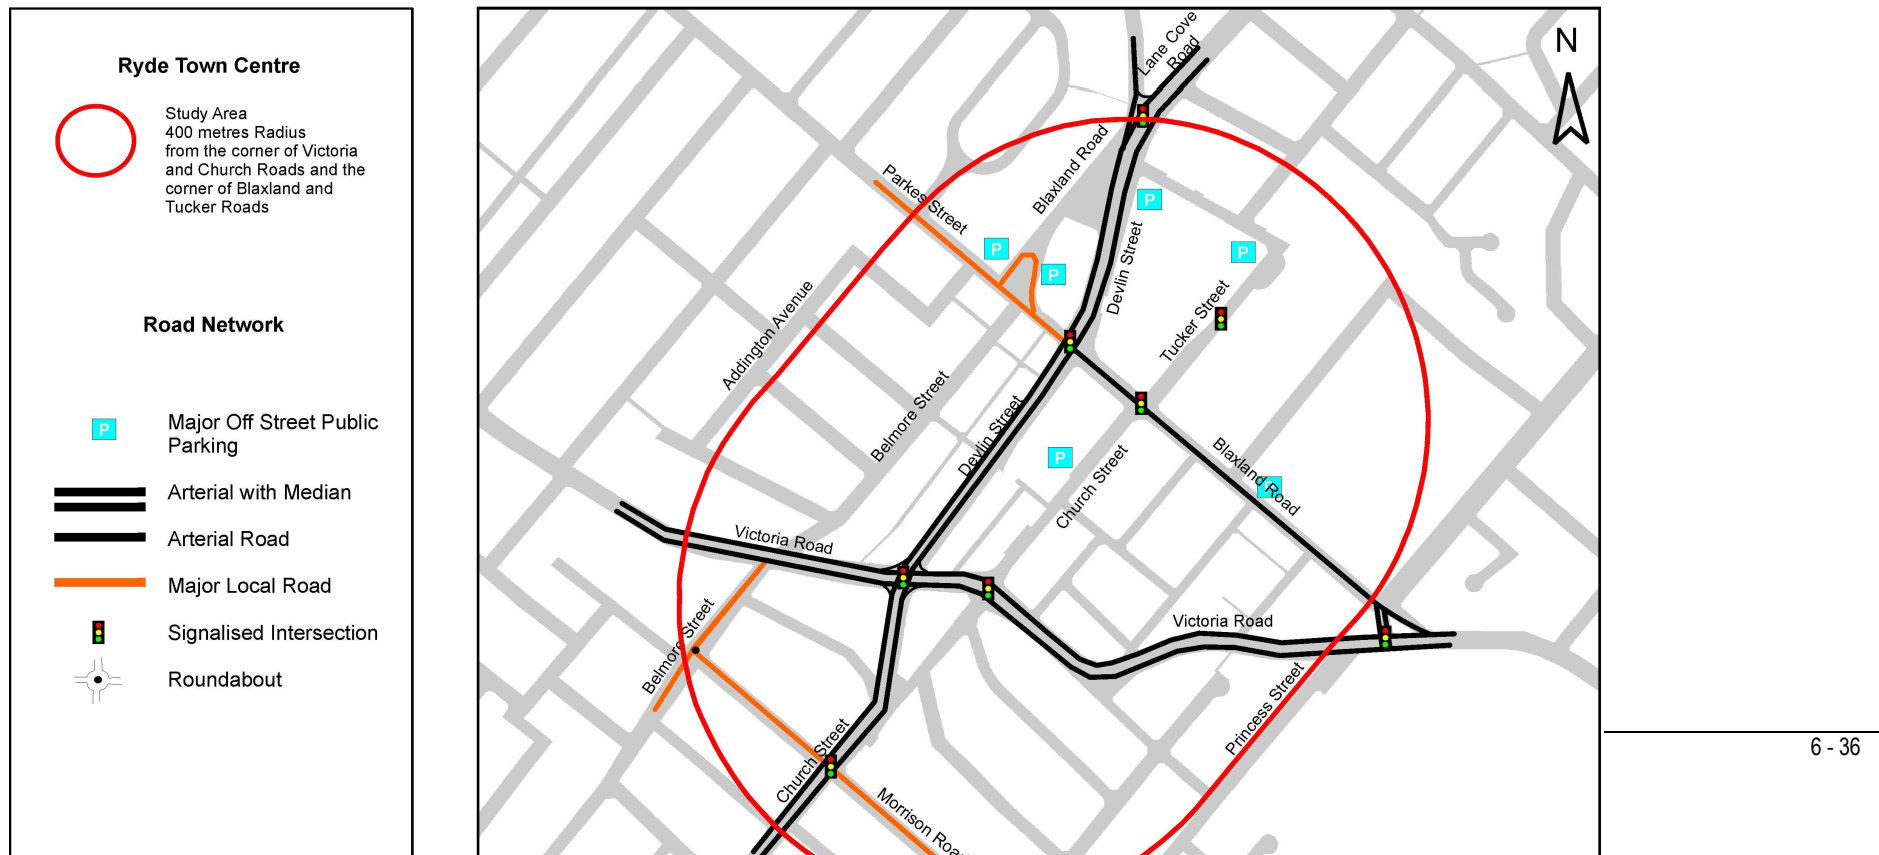 Ryde Town Centre
Study Area
400 metres Radius
from the corner of Victoria
and Church Roads and the
corner of Blaxland and
Tucker Roads
Road Network
P
Major Off Street Public
Parking
Arterial with Median
Arterial Road
Major Local Road
Signalised Intersection
Roundabout
N
Lane Cove
Road
Blaxland Road
Parkes Street
P
P
P
P
Devlin Street
Tucker Street
Addington Avenue
Belmore Street
Devlin Street
P
Church Street
Blaxland Road
Victoria Road
Victoria Road
Belmore Street
Princess Street
Church Street
Morrison Road
6 - 36